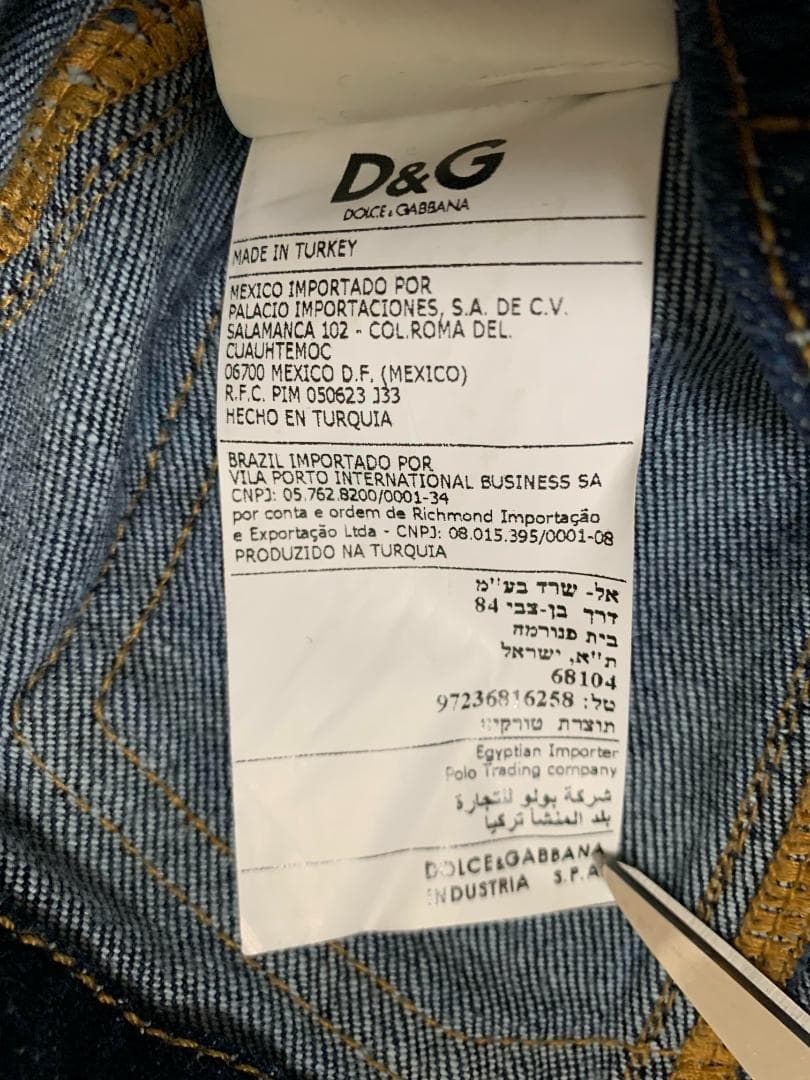 D&G
DOLCE & GABBANA
MADE IN TURKEY
MEXICO IMPORTADO POR
PALACIO IMPORTACIONES, S.A. DE C.V.
SALAMANCA 102 - COL.ROMA DEL.
CUAUHTEMOC
06700 MEXICO D.F. (MEXICO)
R.F.C. PIM 050623 J33
HECHO EN TURQUIA
BRAZIL IMPORTADO POR
VILA PORTO INTERNATIONAL BUSINESS SA
CNPJ: 05.762.8200/0001-34
por conta e ordem de Richmond Importação
e Exportação Ltda - CNPJ: 08.015.395/0001-08
PRODUZIDO NA TURQUIA
אל- שרד בע''מ
דרך בן-צבי 84
בית פנורמה
ת''א, ישראל
68104
טל: 97236816258
תוצרת טורקיה
Egyptian Importer
Polo Trading company
شركة بولو للتجارة
بلد المنشأ تركيا
DOLCE&GABBANA
INDUSTRIA S.P.A